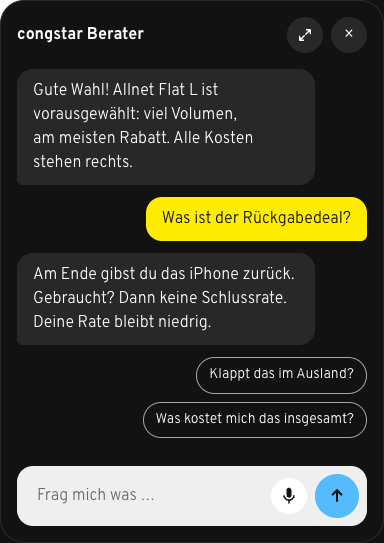 congstar Berater
Gute Wahl! Allnet Flat L ist
vorausgewählt: viel Volumen,
am meisten Rabatt. Alle Kosten
stehen rechts.
Was ist der Rückgabedeal?
Am Ende gibst du das iPhone zurück.
Gebraucht? Dann keine Schlussrate.
Deine Rate bleibt niedrig.
Klappt das im Ausland?
Was kostet mich das insgesamt?
Frag mich was …